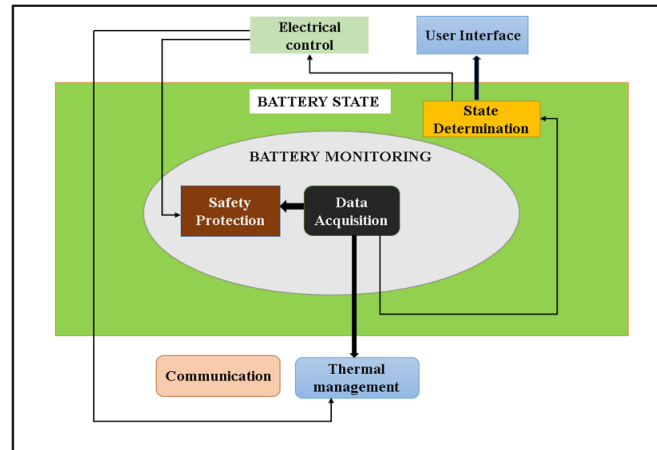 Electrical
control
User Interface
BATTERY STATE
State
Determination
BATTERY MONITORING
Safety
Protection
Data
Acquisition
Communication
Thermal
management